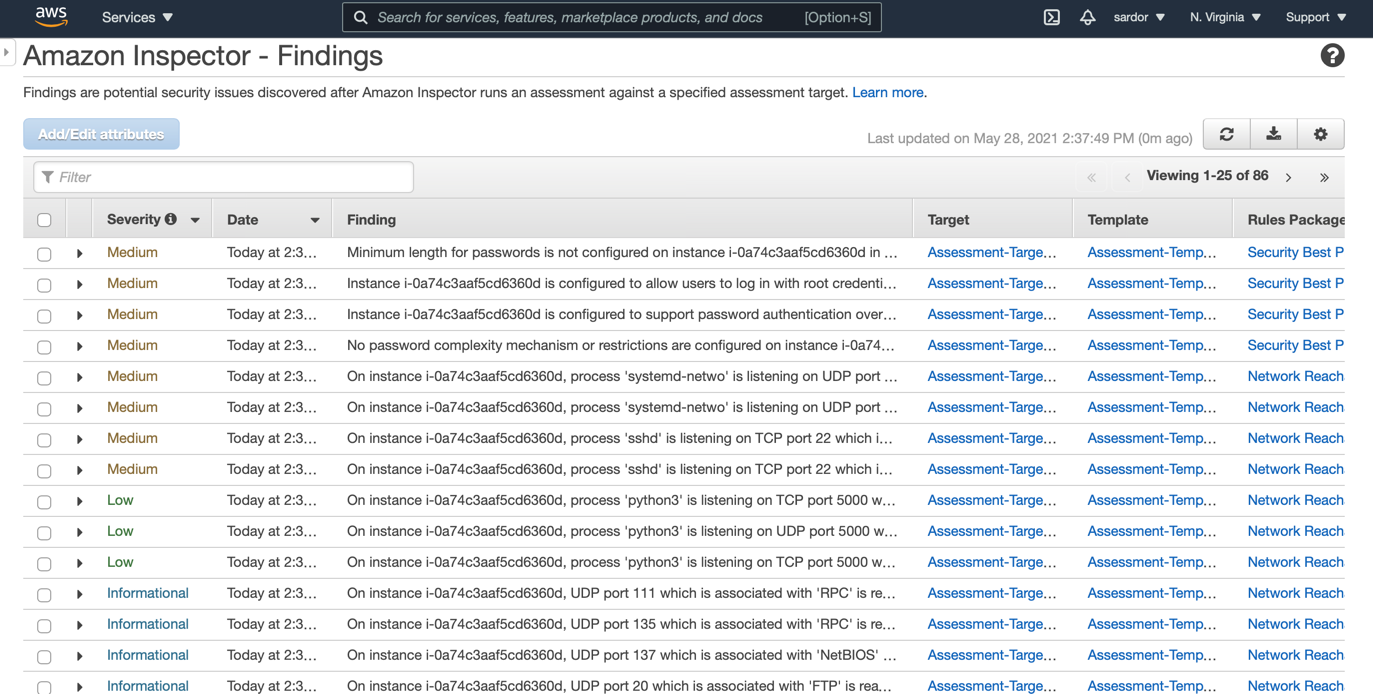 aws Services Search for services, features, marketplace products, and docs [Option+S] sardor N. Virginia Support
Amazon Inspector - Findings ?
Findings are potential security issues discovered after Amazon Inspector runs an assessment against a specified assessment target. Learn more.
Add/Edit attributes Last updated on May 28, 2021 2:37:49 PM (0m ago)
Filter « ‹ Viewing 1-25 of 86 › »
Severity Date Finding Target Template Rules Package
Medium Today at 2:3... Minimum length for passwords is not configured on instance i-0a74c3aaf5cd6360d in ... Assessment-Targe... Assessment-Temp... Security Best P
Medium Today at 2:3... Instance i-0a74c3aaf5cd6360d is configured to allow users to log in with root credenti... Assessment-Targe... Assessment-Temp... Security Best P
Medium Today at 2:3... Instance i-0a74c3aaf5cd6360d is configured to support password authentication over... Assessment-Targe... Assessment-Temp... Security Best P
Medium Today at 2:3... No password complexity mechanism or restrictions are configured on instance i-0a74... Assessment-Targe... Assessment-Temp... Security Best P
Medium Today at 2:3... On instance i-0a74c3aaf5cd6360d, process 'systemd-netwo' is listening on UDP port ... Assessment-Targe... Assessment-Temp... Network Reach
Medium Today at 2:3... On instance i-0a74c3aaf5cd6360d, process 'systemd-netwo' is listening on UDP port ... Assessment-Targe... Assessment-Temp... Network Reach
Medium Today at 2:3... On instance i-0a74c3aaf5cd6360d, process 'sshd' is listening on TCP port 22 which i... Assessment-Targe... Assessment-Temp... Network Reach
Medium Today at 2:3... On instance i-0a74c3aaf5cd6360d, process 'sshd' is listening on TCP port 22 which i... Assessment-Targe... Assessment-Temp... Network Reach
Low Today at 2:3... On instance i-0a74c3aaf5cd6360d, process 'python3' is listening on TCP port 5000 w... Assessment-Targe... Assessment-Temp... Network Reach
Low Today at 2:3... On instance i-0a74c3aaf5cd6360d, process 'python3' is listening on UDP port 5000 w... Assessment-Targe... Assessment-Temp... Network Reach
Low Today at 2:3... On instance i-0a74c3aaf5cd6360d, process 'python3' is listening on TCP port 5000 w... Assessment-Targe... Assessment-Temp... Network Reach
Informational Today at 2:3... On instance i-0a74c3aaf5cd6360d, UDP port 111 which is associated with 'RPC' is re... Assessment-Targe... Assessment-Temp... Network Reach
Informational Today at 2:3... On instance i-0a74c3aaf5cd6360d, UDP port 135 which is associated with 'RPC' is re... Assessment-Targe... Assessment-Temp... Network Reach
Informational Today at 2:3... On instance i-0a74c3aaf5cd6360d, UDP port 137 which is associated with 'NetBIOS' ... Assessment-Targe... Assessment-Temp... Network Reach
Informational Today at 2:3... On instance i-0a74c3aaf5cd6360d, UDP port 20 which is associated with 'FTP' is rea... Assessment-Targe... Assessment-Temp... Network Reach